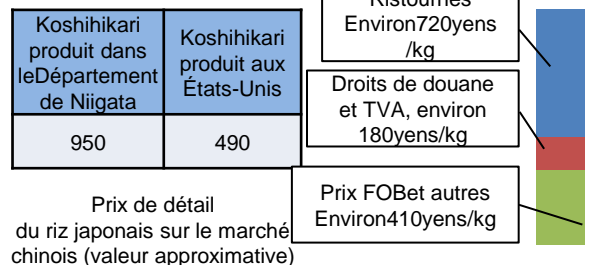 Koshihikari
produit dans
leDépartement
de Niigata
Koshihikari
produit aux
États-Unis
950
490
Prix de détail
du riz japonais sur le marché
chinois (valeur approximative)
Ristournes
Environ720yens
/kg
Droits de douane
et TVA, environ
180yens/kg
Prix FOBet autres
Environ410yens/kg